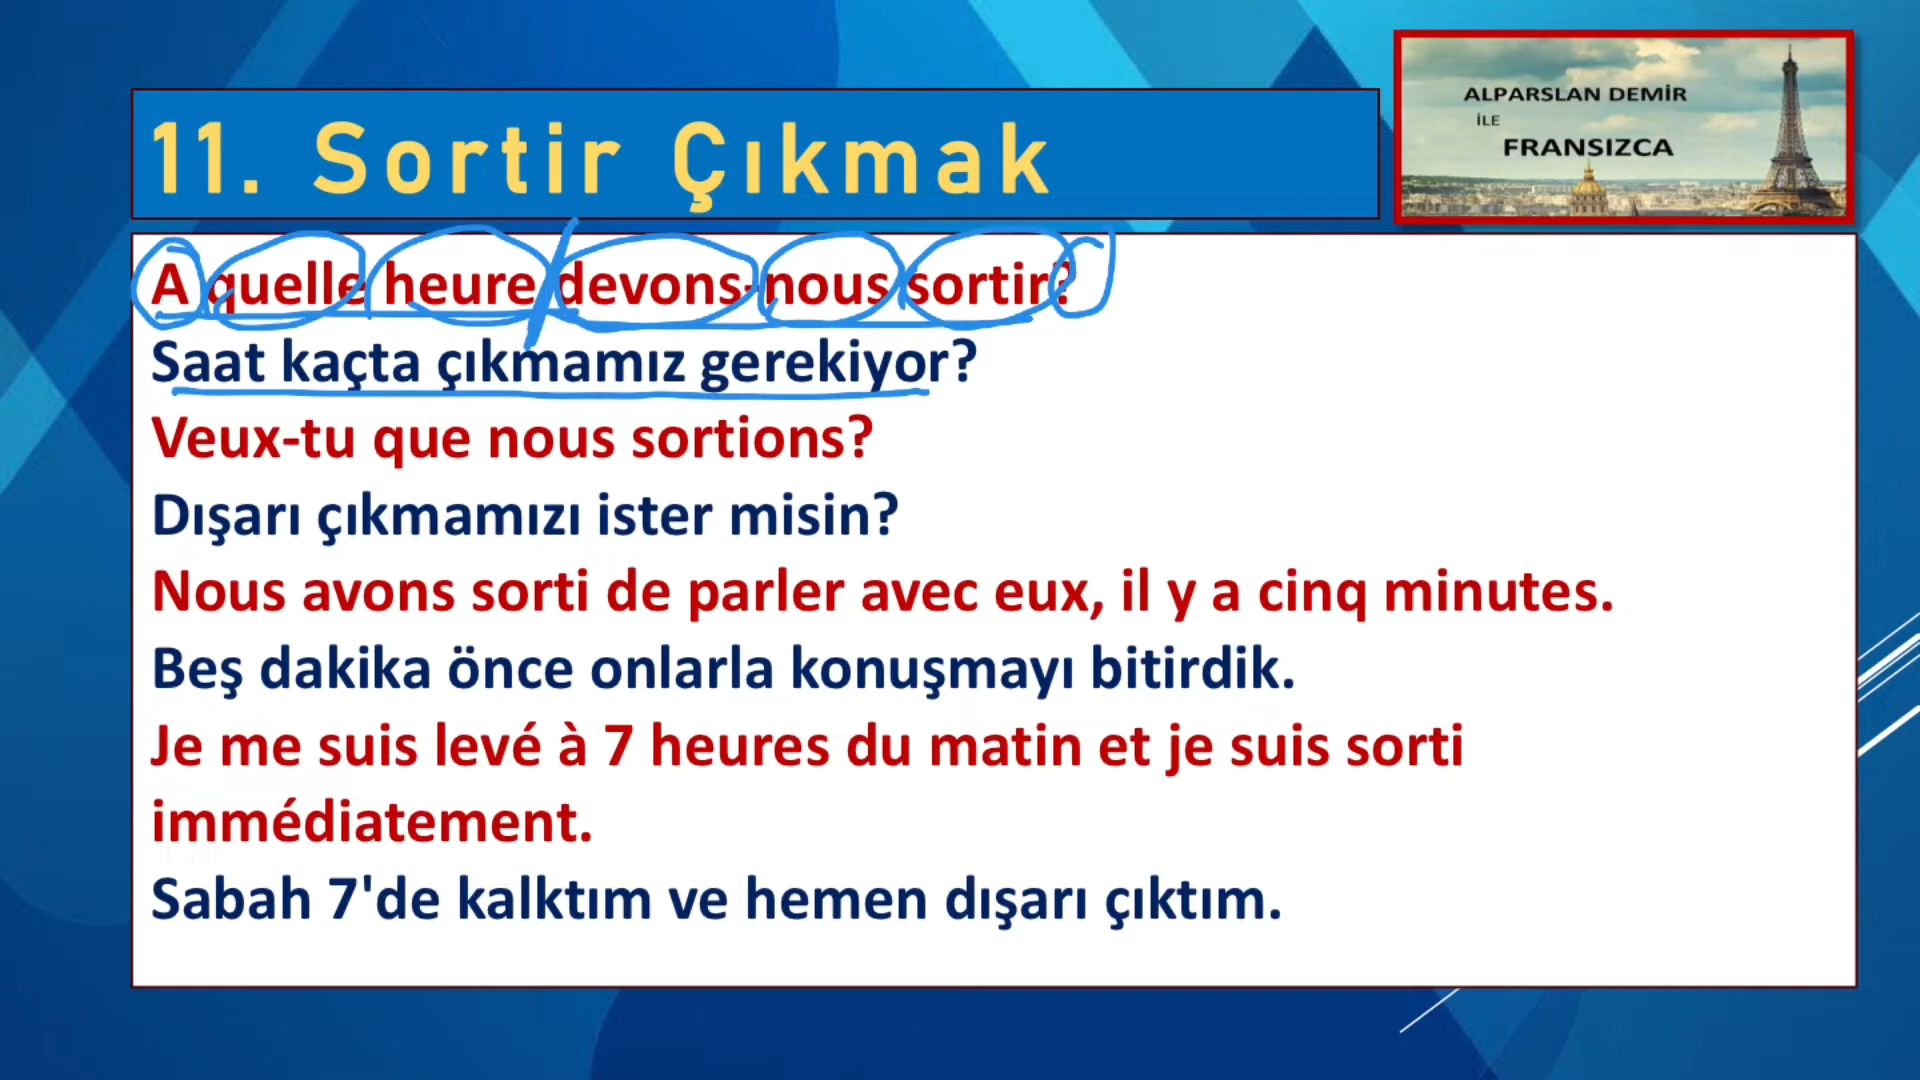 11. Sortir Çıkmak
ALPARSLAN DEMİR
İLE
FRANSIZCA
A quelle heure devons-nous sortir?
Saat kaçta çıkmamız gerekiyor?
Veux-tu que nous sortions?
Dışarı çıkmamızı ister misin?
Nous avons sorti de parler avec eux, il y a cinq minutes.
Beş dakika önce onlarla konuşmayı bitirdik.
Je me suis levé à 7 heures du matin et je suis sorti
immédiatement.
Sabah 7'de kalktım ve hemen dışarı çıktım.